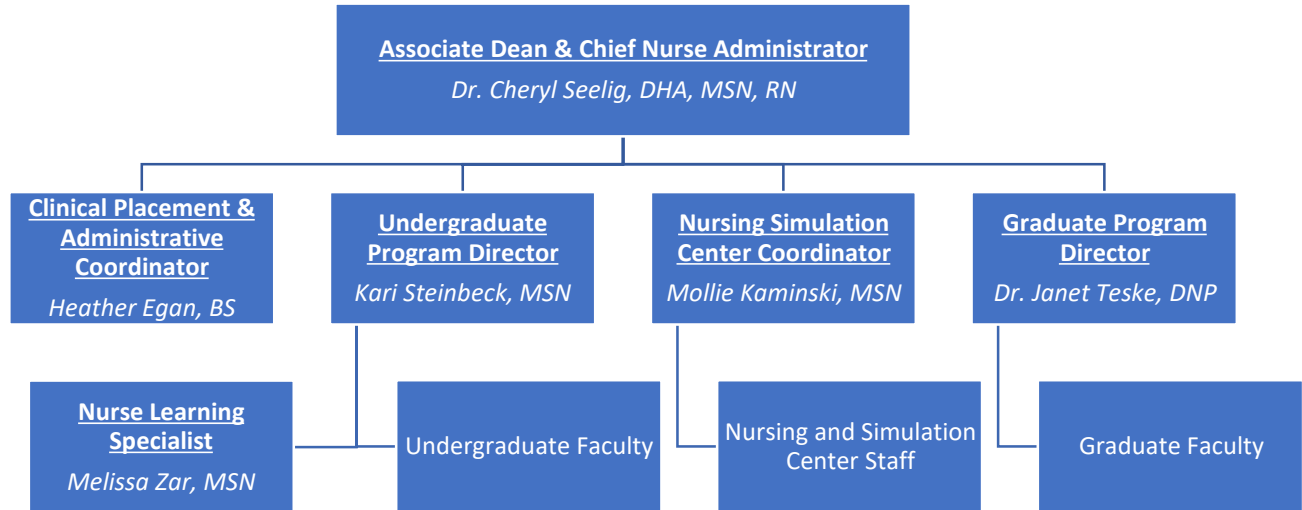 Associate Dean & Chief Nurse Administrator
Dr. Cheryl Seelig, DHA, MSN, RN
Clinical Placement &
Administrative
Coordinator
Heather Egan, BS
Undergraduate
Program Director
Kari Steinbeck, MSN
Nursing Simulation
Center Coordinator
Mollie Kaminski, MSN
Graduate Program
Director
Dr. Janet Teske, DNP
Nurse Learning
Specialist
Melissa Zar, MSN
Undergraduate Faculty
Nursing and Simulation
Center Staff
Graduate Faculty